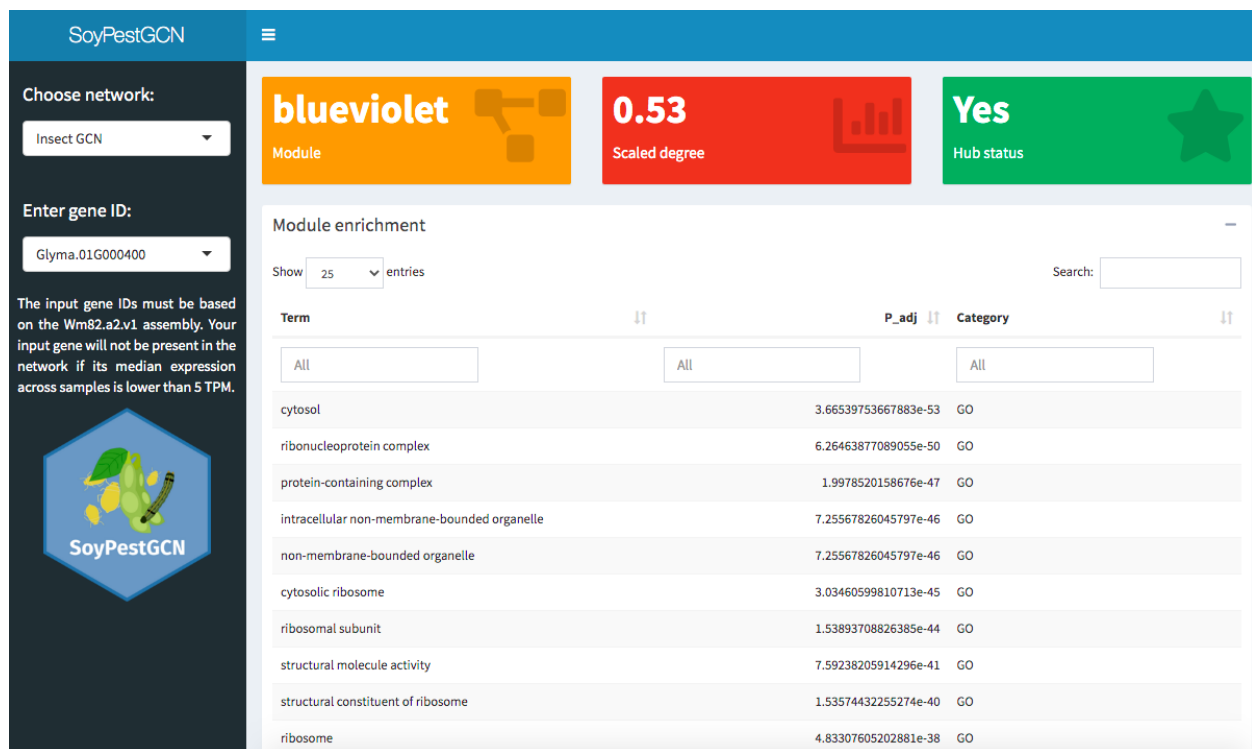 SoyPestGCN
Choose network:
Insect GCN
Enter gene ID:
Glyma.01G000400
The input gene IDs must be based
on the Wm82.a2.v1 assembly. Your
input gene will not be present in the
network if its median expression
across samples is lower than 5 TPM.
SoyPestGCN
blueviolet
Module
0.53
Scaled degree
Yes
Hub status
Module enrichment
Show 25 entries
Search:
Term P_adj Category
All All All
cytosol 3.66539753667883e-53 GO
ribonucleoprotein complex 6.26463877089055e-50 GO
protein-containing complex 1.9978520158676e-47 GO
intracellular non-membrane-bounded organelle 7.25567826045797e-46 GO
non-membrane-bounded organelle 7.25567826045797e-46 GO
cytosolic ribosome 3.03460599810713e-45 GO
ribosomal subunit 1.53893708826385e-44 GO
structural molecule activity 7.59238205914296e-41 GO
structural constituent of ribosome 1.53574432255274e-40 GO
ribosome 4.83307605202881e-38 GO